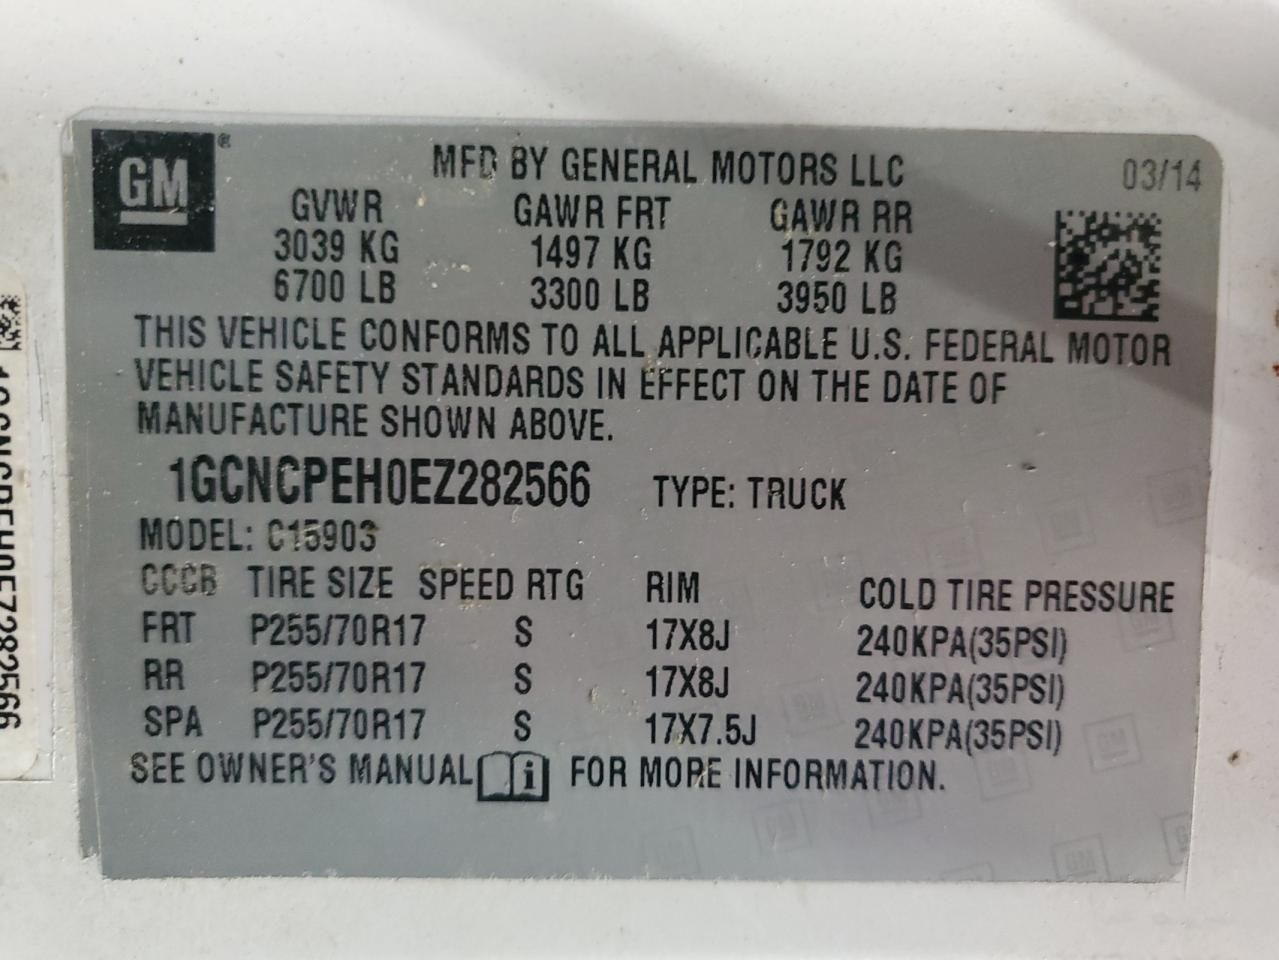 GM®
MFD BY GENERAL MOTORS LLC
03/14
GVWR GAWR FRT GAWR RR
3039 KG 1497 KG 1792 KG
6700 LB 3300 LB 3950 LB
THIS VEHICLE CONFORMS TO ALL APPLICABLE U.S. FEDERAL MOTOR
VEHICLE SAFETY STANDARDS IN EFFECT ON THE DATE OF
MANUFACTURE SHOWN ABOVE.
1GCNCPEH0EZ282566 TYPE: TRUCK
MODEL: C15903
CCCB TIRE SIZE SPEED RTG RIM COLD TIRE PRESSURE
FRT P255/70R17 S 17X8J 240KPA(35PSI)
RR P255/70R17 S 17X8J 240KPA(35PSI)
SPA P255/70R17 S 17X7.5J 240KPA(35PSI)
SEE OWNER'S MANUAL i FOR MORE INFORMATION.
1GCNCPEH0EZ282566